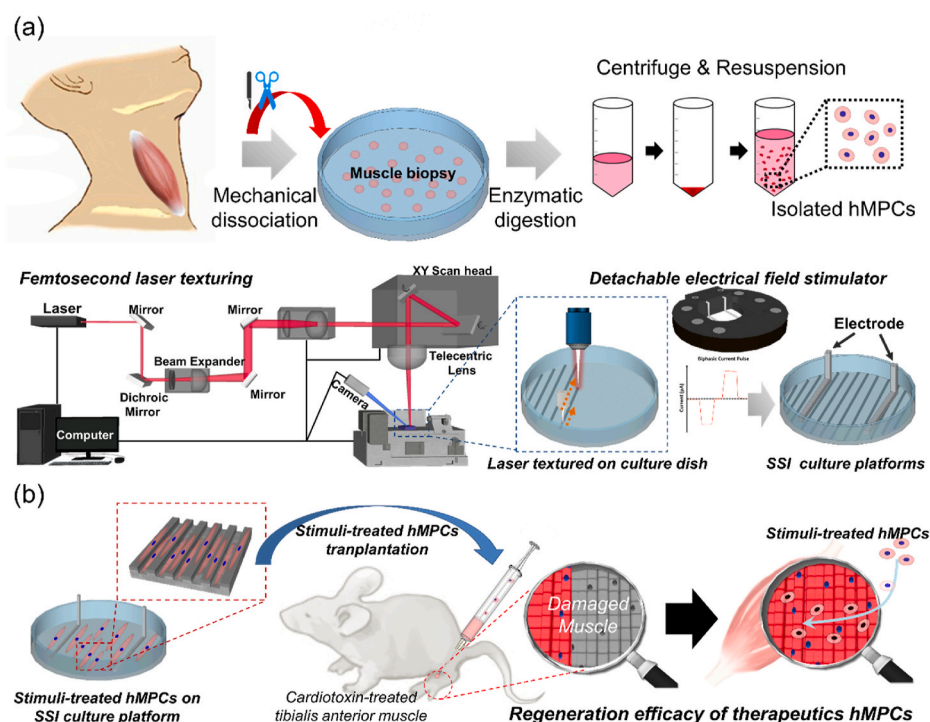 (a)
Centrifuge & Resuspension
Muscle biopsy
Mechanical
dissociation
Enzymatic
digestion
Isolated hMPCs
Femtosecond laser texturing
XY Scan head
Detachable electrical field stimulator
Laser
Mirror
Mirror
Beam Expander
Telecentric
Lens
Electrode
Biphasic Current Pulse
Dichroic
Mirror
Mirror
Camera
Current (μA)
Computer
Laser textured on culture dish
SSI culture platforms
(b)
Stimuli-treated hMPCs
tranplantation
Stimuli-treated hMPCs
Damaged
Muscle
Stimuli-treated hMPCs on
SSI culture platform
Cardiotoxin-treated
tibialis anterior muscle
Regeneration efficacy of therapeutics hMPCs